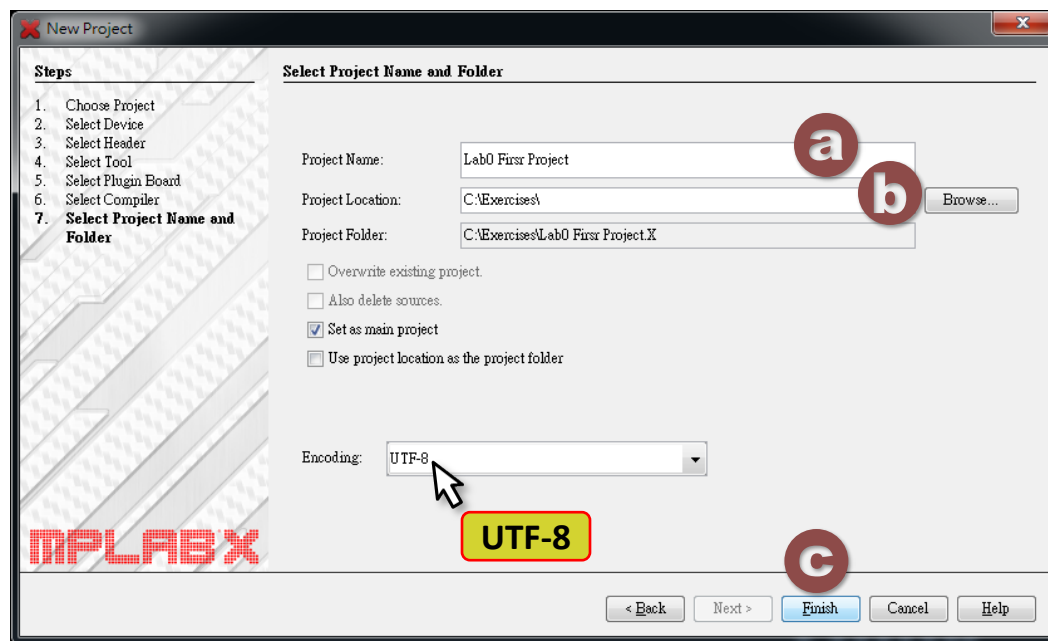 New Project
Steps
1. Choose Project
2. Select Device
3. Select Header
4. Select Tool
5. Select Plugin Board
6. Select Compiler
7. Select Project Name and
Folder
MPLAB X
Select Project Name and Folder
Project Name: Lab0 Firsr Project
a
Project Location: C:\Exercises\
b
Browse...
Project Folder: C:\Exercises\Lab0 Firsr Project.X
Overwrite existing project.
Also delete sources.
Set as main project
Use project location as the project folder
Encoding: UTF-8
UTF-8
c
< Back Next > Finish Cancel Help